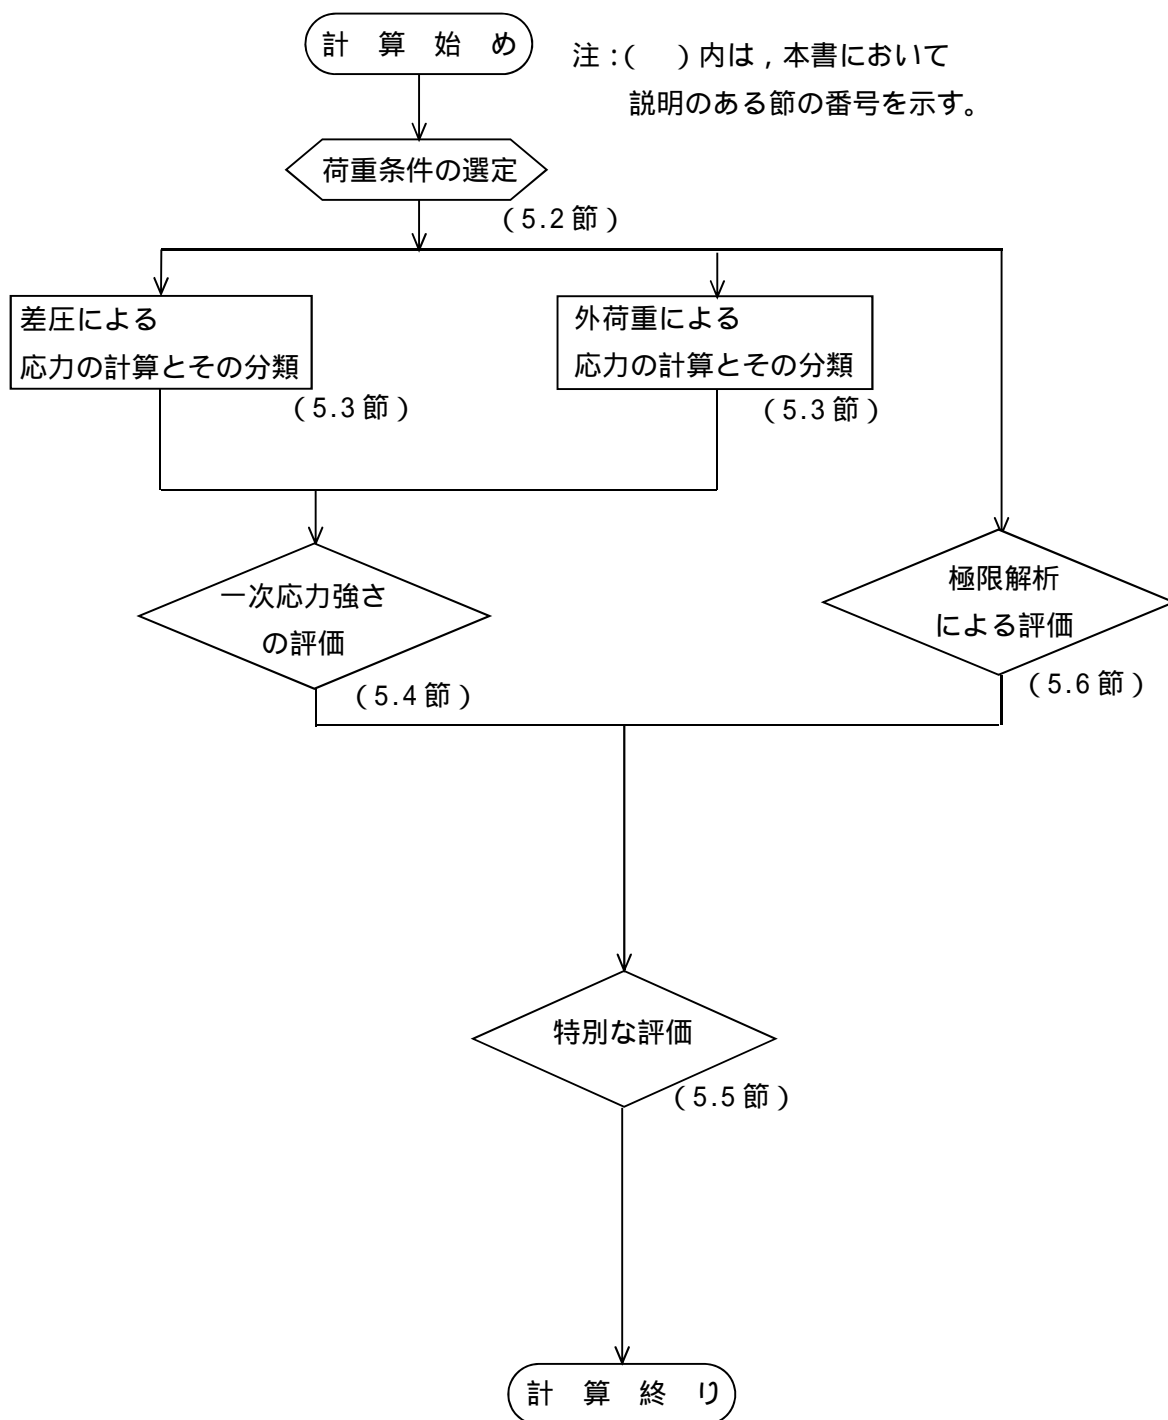 計 算 始 め
注:( )内は,本書において
説明のある節の番号を示す。
荷重条件の選定
(5.2節)
差圧による
応力の計算とその分類
(5.3節)
外荷重による
応力の計算とその分類
(5.3節)
一次応力強さ
の評価
(5.4節)
極限解析
による評価
(5.6節)
特別な評価
(5.5節)
計 算 終 り